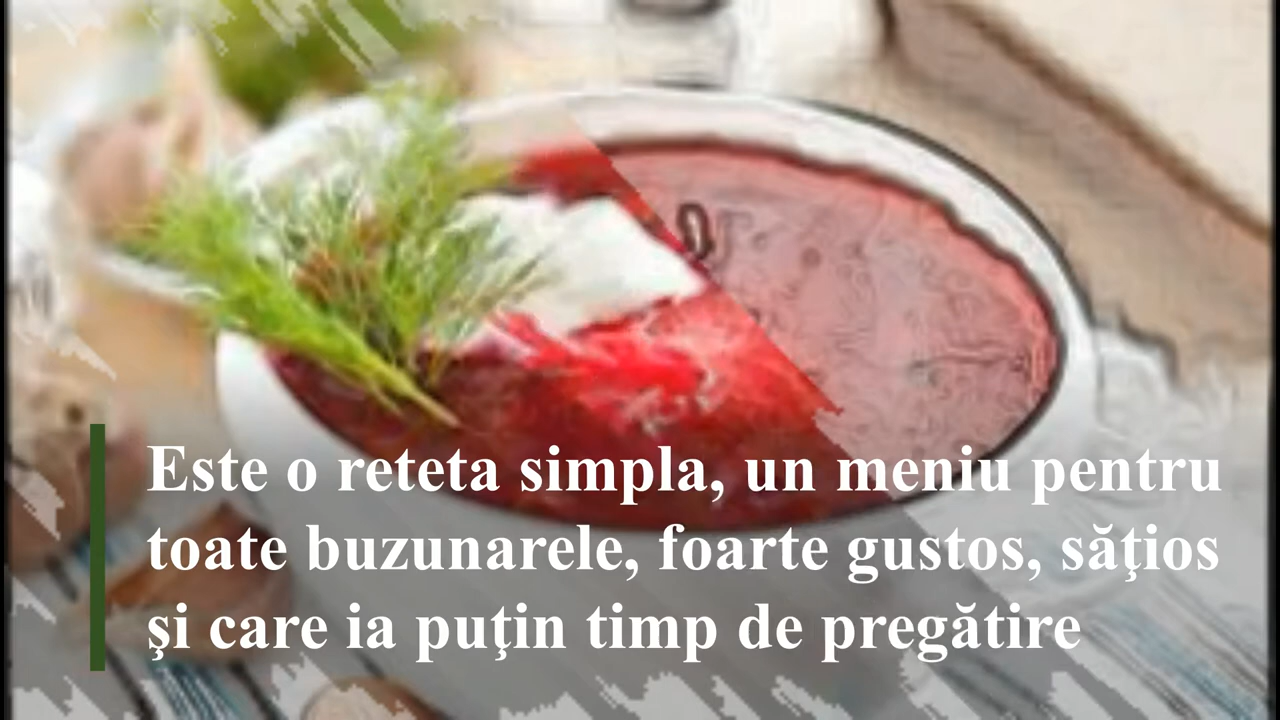 Este o reteta simpla, un meniu pentru
toate buzunarele, foarte gustos, săţios
şi care ia puţin timp de pregătire